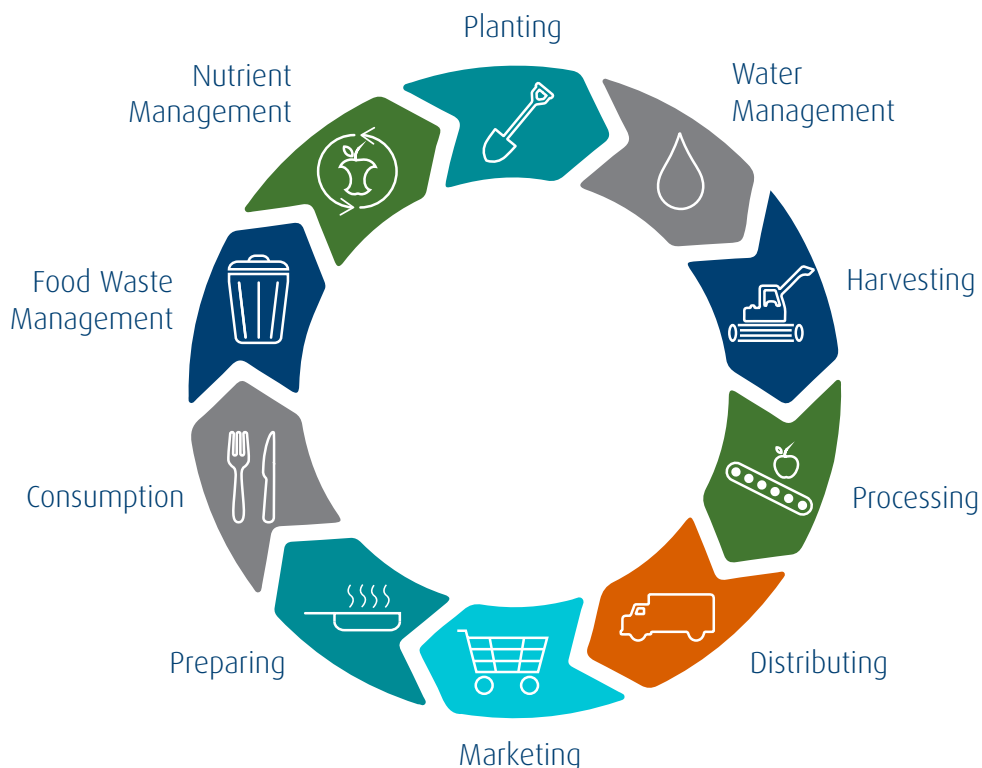 Planting
Water
Management
Harvesting
Processing
Distributing
Marketing
Preparing
Consumption
Food Waste
Management
Nutrient
Management